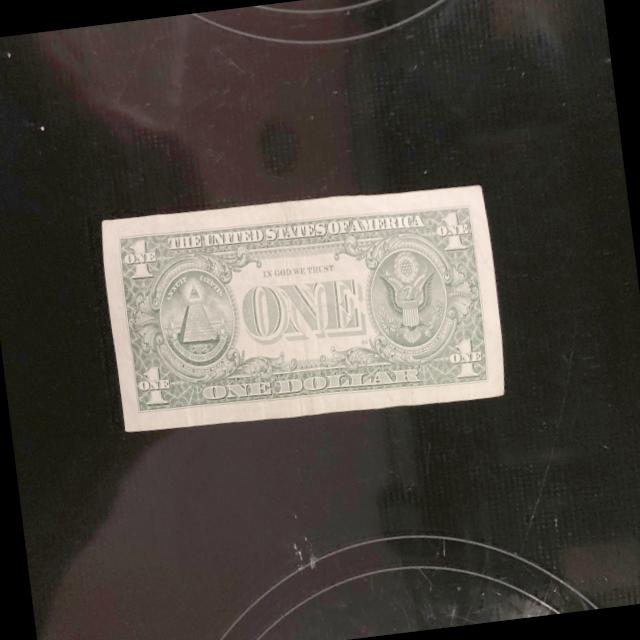 THE UNITED STATES OF AMERICA
1 ONE
ONE 1
IN GOD WE TRUST
ONE
1 ONE
ONE 1
ONE DOLLAR